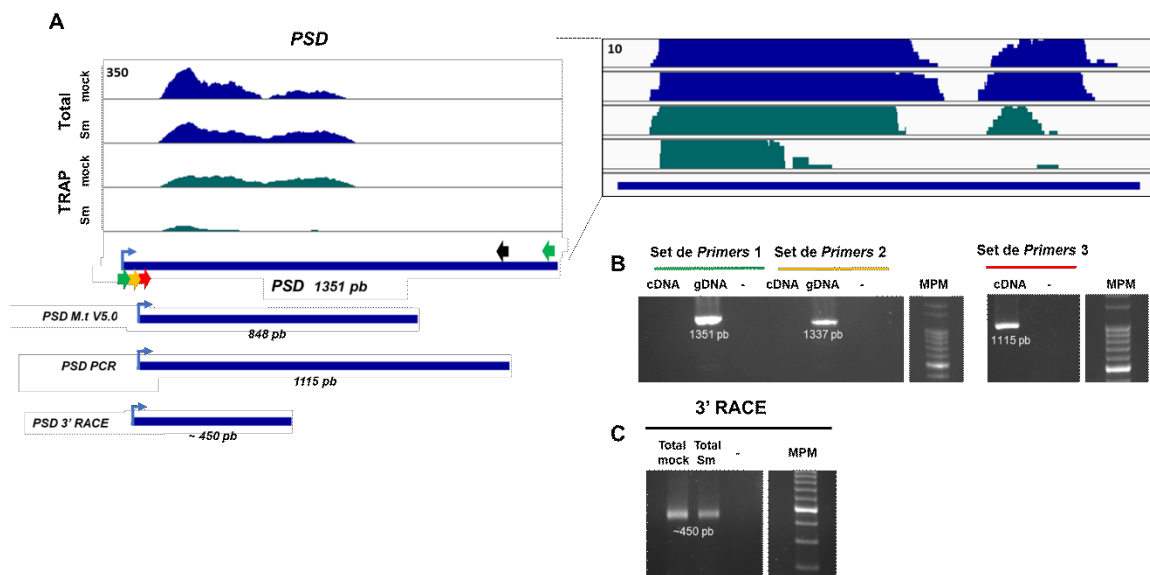 A
PSD
350
Total
mock
Sm
TRAP
mock
Sm
PSD 1351 pb
PSD M.t V5.0
848 pb
PSD PCR
1115 pb
PSD 3' RACE
~ 450 pb
10
B
Set de Primers 1
Set de Primers 2
Set de Primers 3
cDNA gDNA - cDNA gDNA - MPM cDNA - MPM
1351 pb
1337 pb
1115 pb
3' RACE
C
Total mock
Total Sm
-
MPM
~450 pb